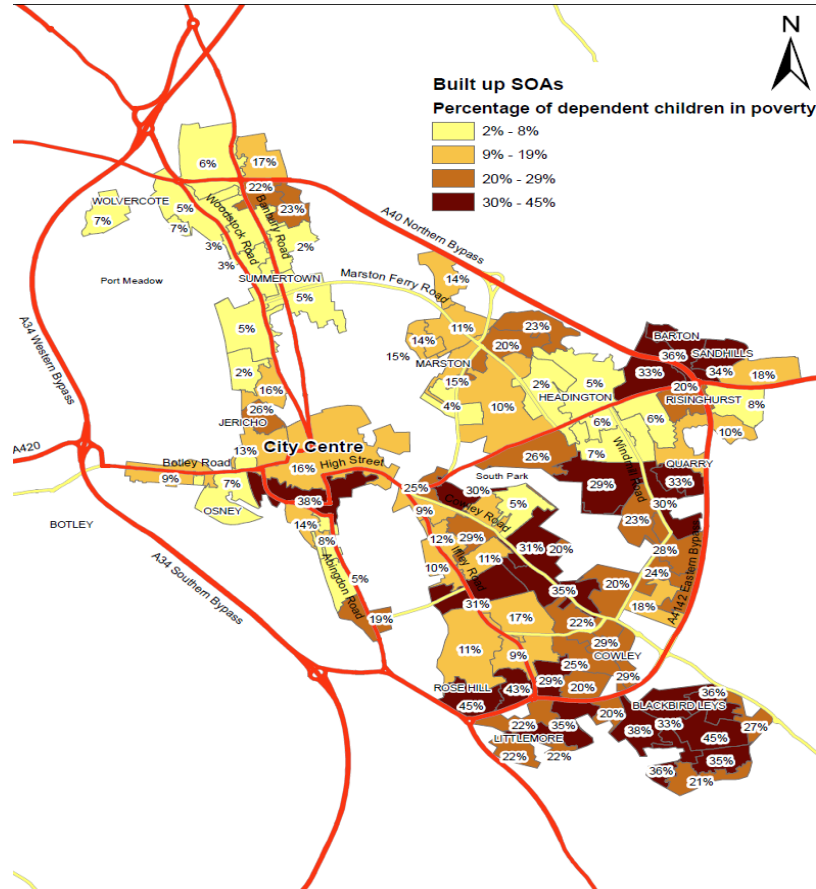 N
Built up SOAs
Percentage of dependent children in poverty
2% - 8%
9% - 19%
20% - 29%
30% - 45%
6%
17%
22%
WOLVERCOTE
5%
23%
7%
7%
Woodstock Road
Banbury Road
3%
2%
3%
A40 Northern Bypass
Port Meadow
SUMMERTOWN
Marston Ferry Road
14%
5%
A34 Western Bypass
5%
11%
23%
BARTON
14%
20%
36%
SANDHILLS
15%
MARSTON
33%
34%
18%
2%
15%
2%
5%
20%
16%
HEADINGTON
RISINGHURST
4%
10%
8%
26%
6%
6%
JERICHO
10%
A420
13%
City Centre
7%
Windmill Road
Botley Road
16%
High Street
26%
QUARRY
9%
7%
South Park
29%
33%
OSNEY
38%
25%
30%
5%
30%
BOTLEY
14%
9%
Cowley Road
23%
8%
12%
29%
31%
20%
28%
A34 Southern Bypass
Abingdon Road
5%
10%
Iffley Road
11%
24%
A4142 Eastern Bypass
35%
20%
31%
18%
19%
17%
22%
29%
11%
9%
COWLEY
25%
29%
29%
ROSE HILL
43%
20%
36%
45%
20%
BLACKBIRD LEYS
22%
35%
33%
27%
LITTLEMORE
38%
45%
22%
22%
35%
36%
21%